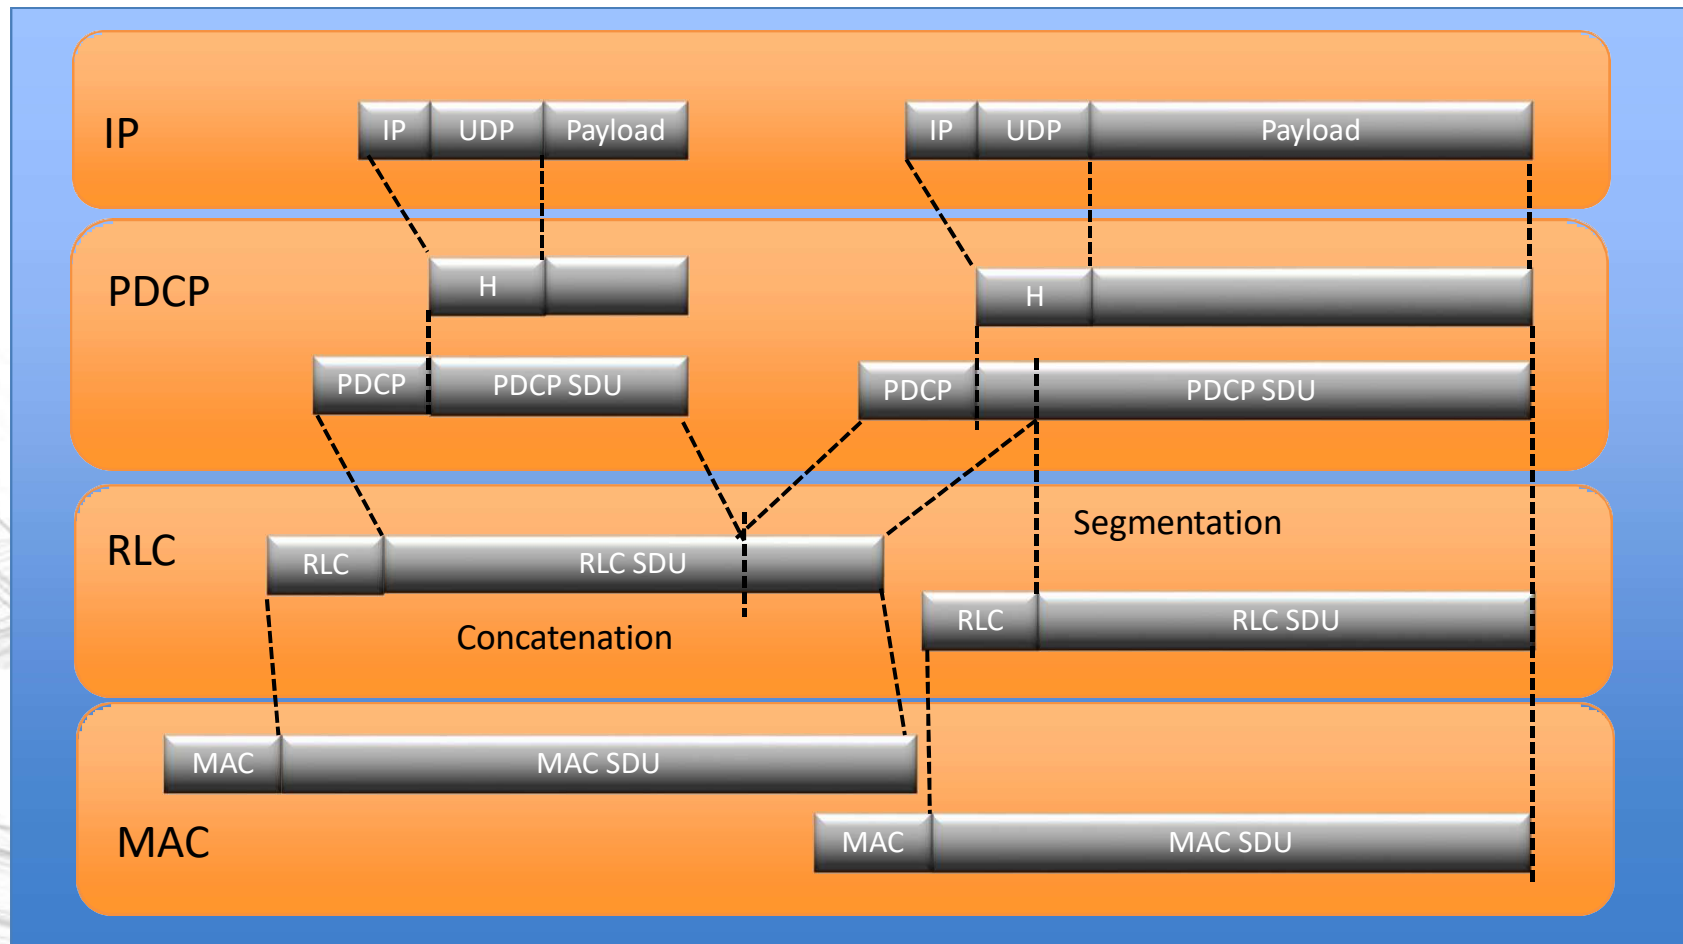 IP
IP UDP Payload
IP UDP Payload
PDCP
H
H
PDCP PDCP SDU
PDCP PDCP SDU
RLC
RLC RLC SDU
Segmentation
Concatenation
RLC RLC SDU
MAC
MAC MAC SDU
MAC MAC SDU